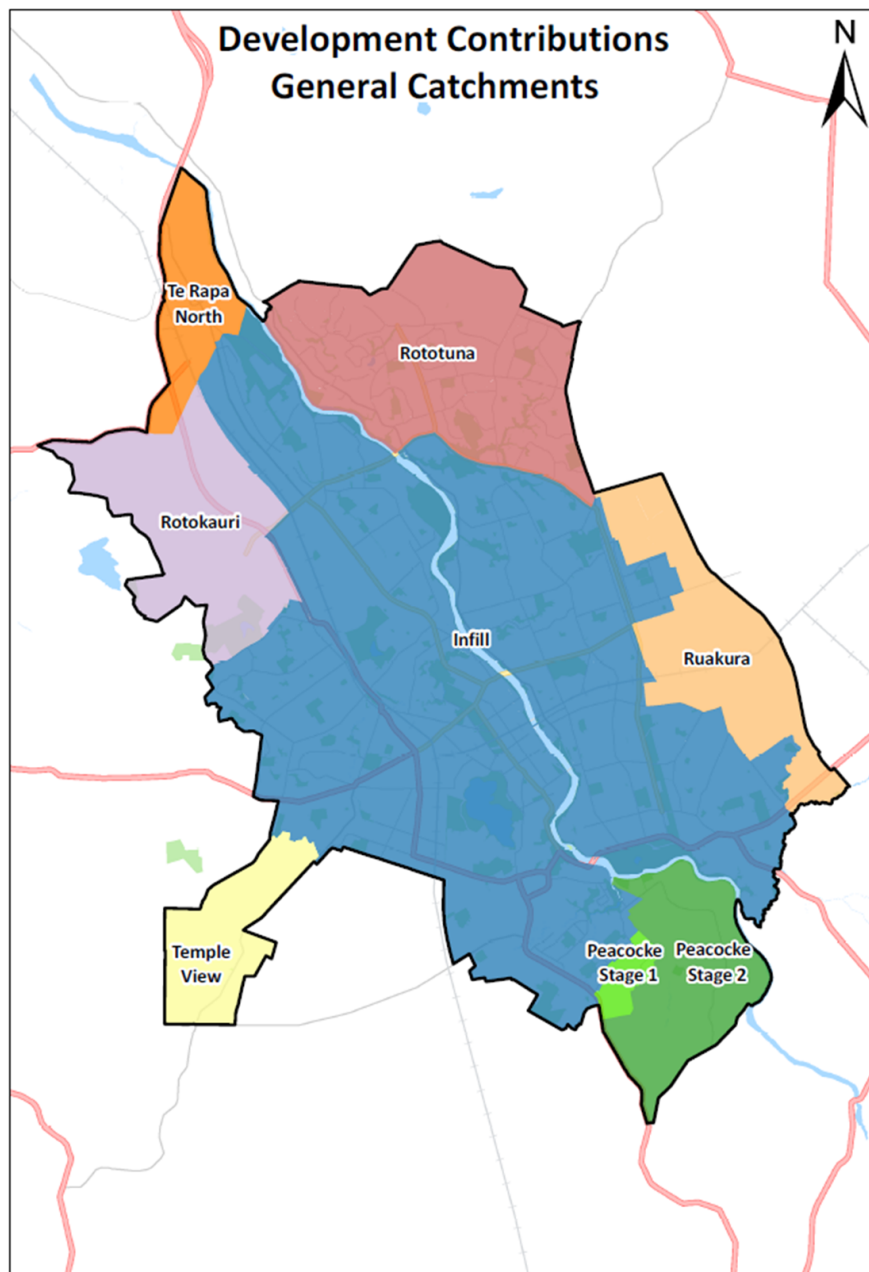 Development Contributions
General Catchments
N
Te Rapa
North
Rototuna
Rotokauri
Infill
Ruakura
Temple
View
Peacocke
Stage 1
Peacocke
Stage 2